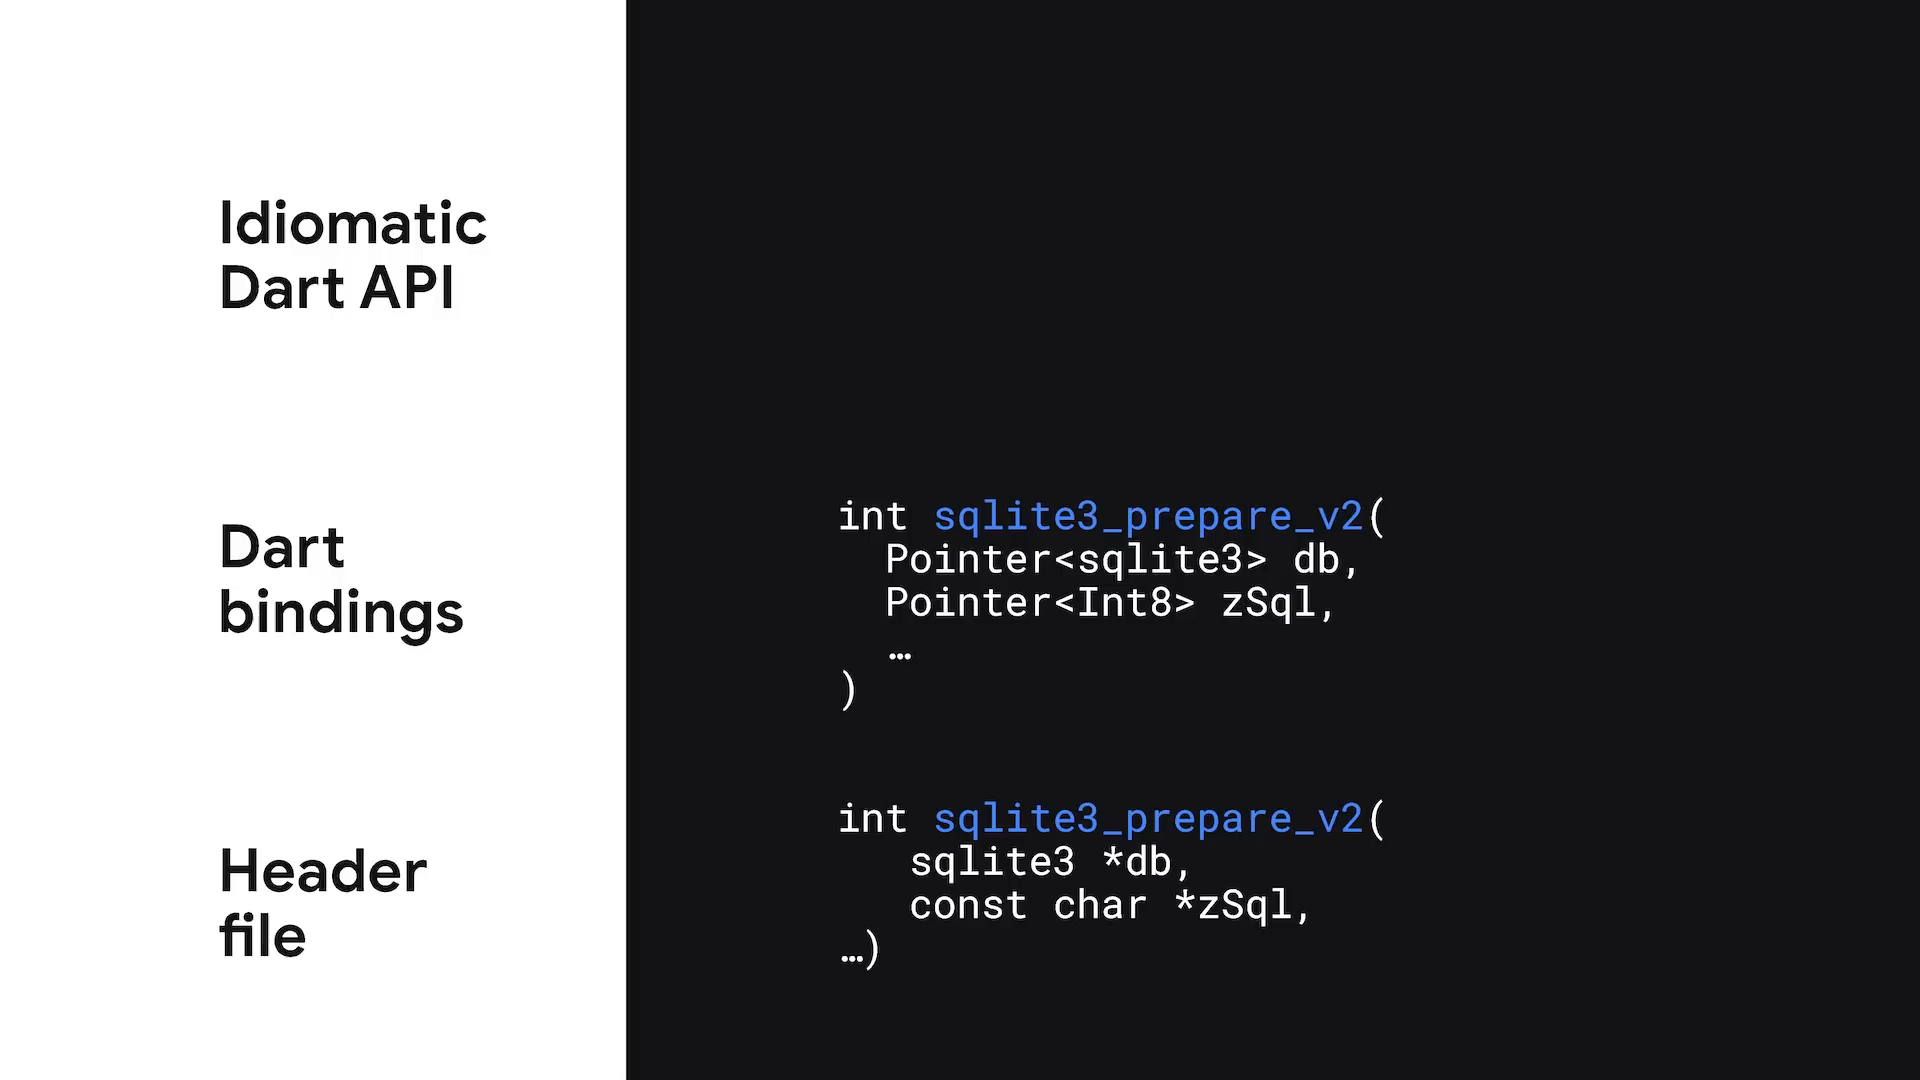 Idiomatic
Dart API
Dart
bindings
int sqlite3_prepare_v2(
Pointer<sqlite3> db,
Pointer<Int8> zSql,
…
)
Header
file
int sqlite3_prepare_v2(
sqlite3 *db,
const char *zSql,
…)